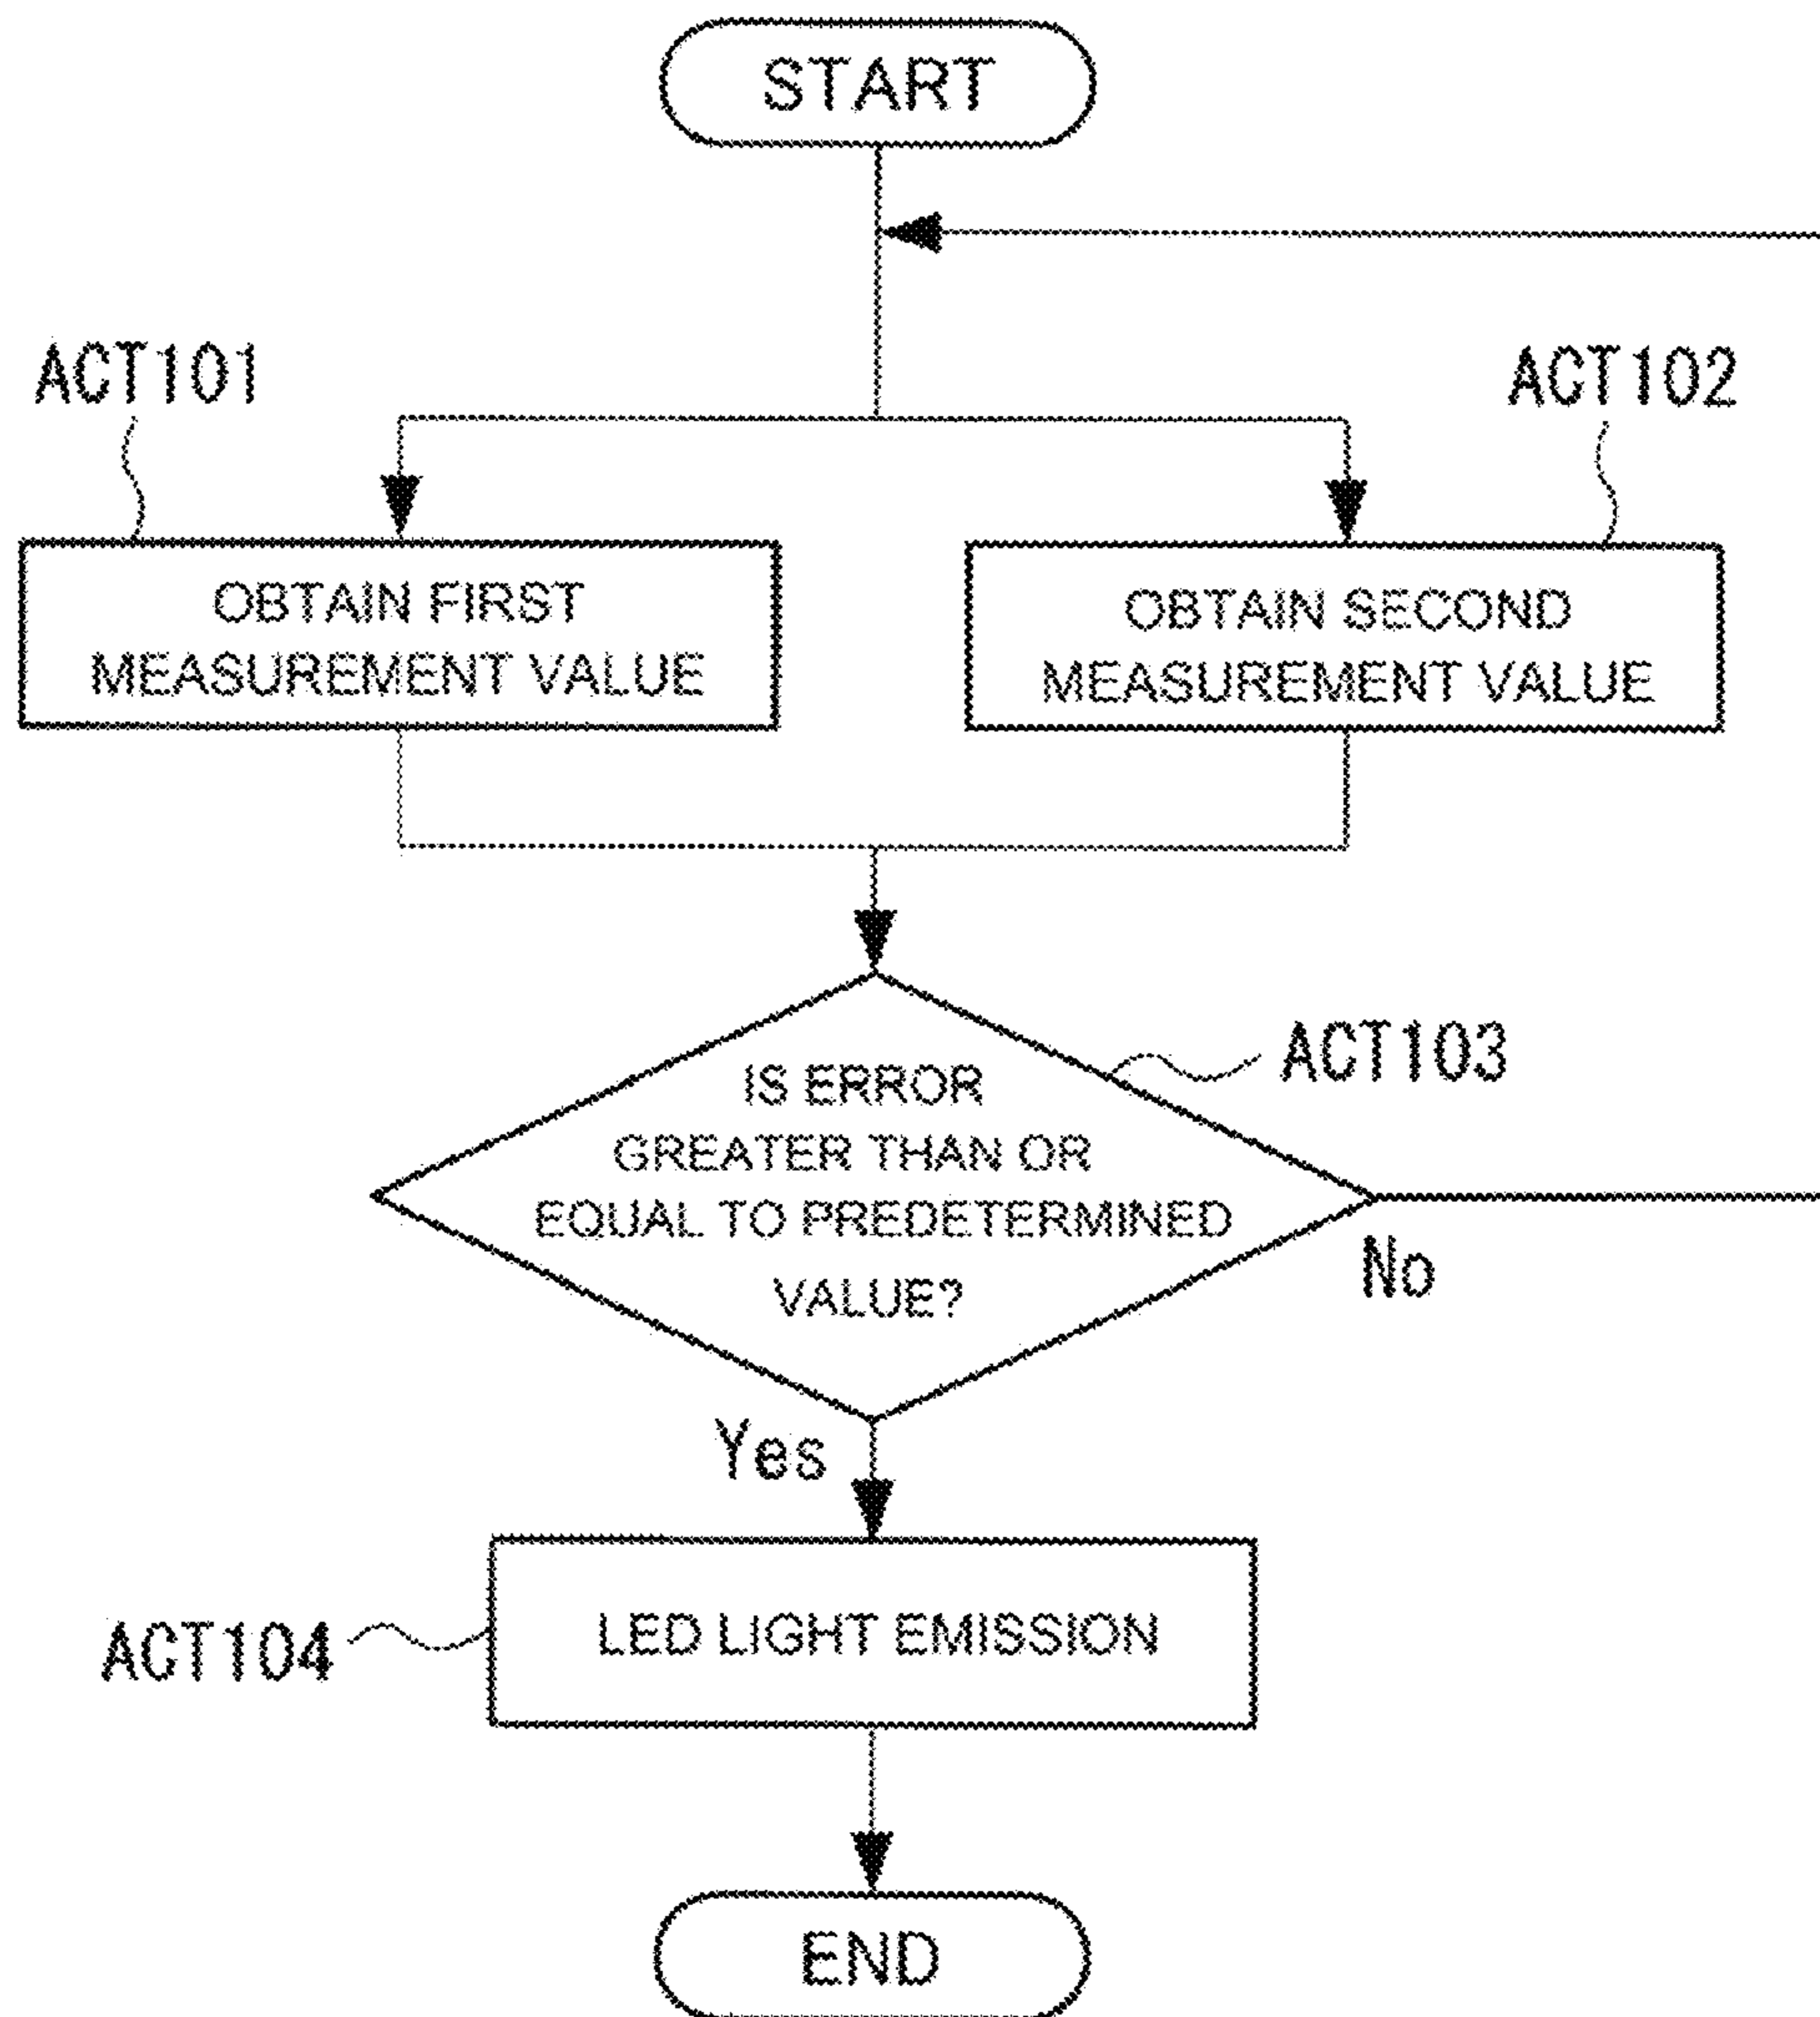 START
ACT101
ACT102
OBTAIN FIRST
MEASUREMENT VALUE
OBTAIN SECOND
MEASUREMENT VALUE
IS ERROR
GREATER THAN OR
EQUAL TO PREDETERMINED
VALUE?
ACT103
No
Yes
LED LIGHT EMISSION
ACT104
END